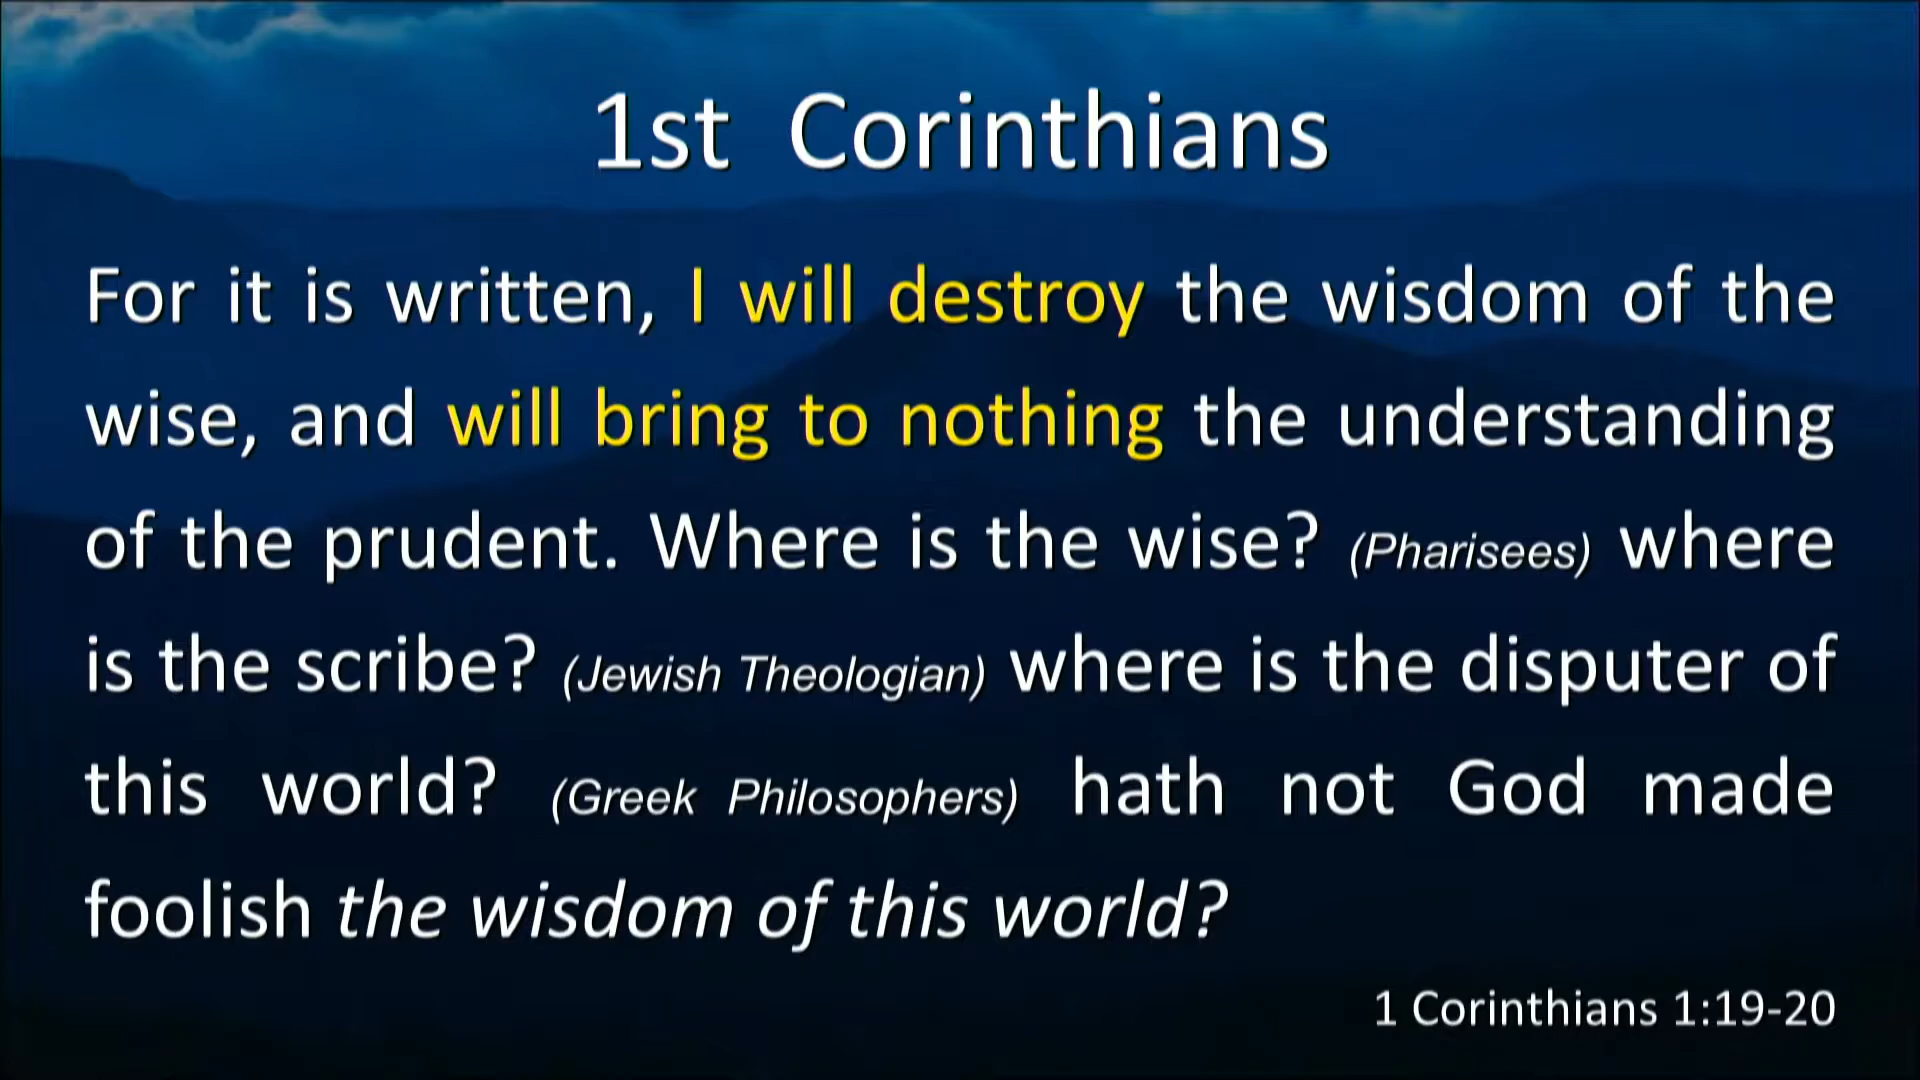 1st Corinthians
For it is written, I will destroy the wisdom of the
wise, and will bring to nothing the understanding
of the prudent. Where is the wise? (Pharisees) where
is the scribe? (Jewish Theologian) where is the disputer of
this world? (Greek Philosophers) hath not God made
foolish the wisdom of this world?
1 Corinthians 1:19-20